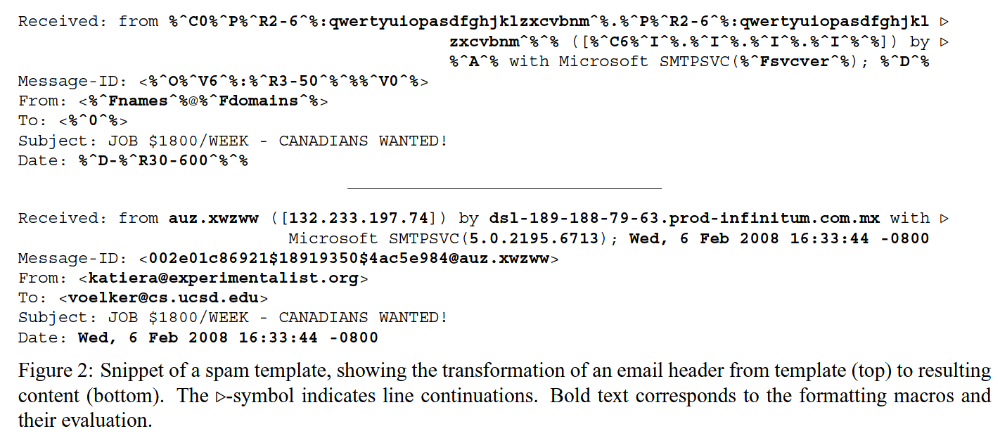 Received: from %^C0%^P%^R2-6^%:qwertyuiopasdfghjklzxcvbnm^%.%^P%^R2-6^%:qwertyuiopasdfghjkl ▷
zxcvbnm^%^% ([%^C6%^I^%.%^I^%.%^I^%.%^I^%^%]) by ▷
%^A^% with Microsoft SMTPSVC(%^Fsvcver^%); %^D^%
Message-ID: <%^O%^V6^%:%^R3-50^%^%%^V0^%>
From: <%^Fnames^%@%^Fdomains^%>
To: <%^0^%>
Subject: JOB $1800/WEEK - CANADIANS WANTED!
Date: %^D-%^R30-600^%^%
Received: from auz.xwzww ([132.233.197.74]) by dsl-189-188-79-63.prod-infinitum.com.mx with ▷
Microsoft SMTPSVC(5.0.2195.6713); Wed, 6 Feb 2008 16:33:44 -0800
Message-ID: <002e01c86921$18919350$4ac5e984@auz.xwzww>
From: <katiera@experimentalist.org>
To: <voelker@cs.ucsd.edu>
Subject: JOB $1800/WEEK - CANADIANS WANTED!
Date: Wed, 6 Feb 2008 16:33:44 -0800
Figure 2: Snippet of a spam template, showing the transformation of an email header from template (top) to resulting
content (bottom). The ▷-symbol indicates line continuations. Bold text corresponds to the formatting macros and
their evaluation.